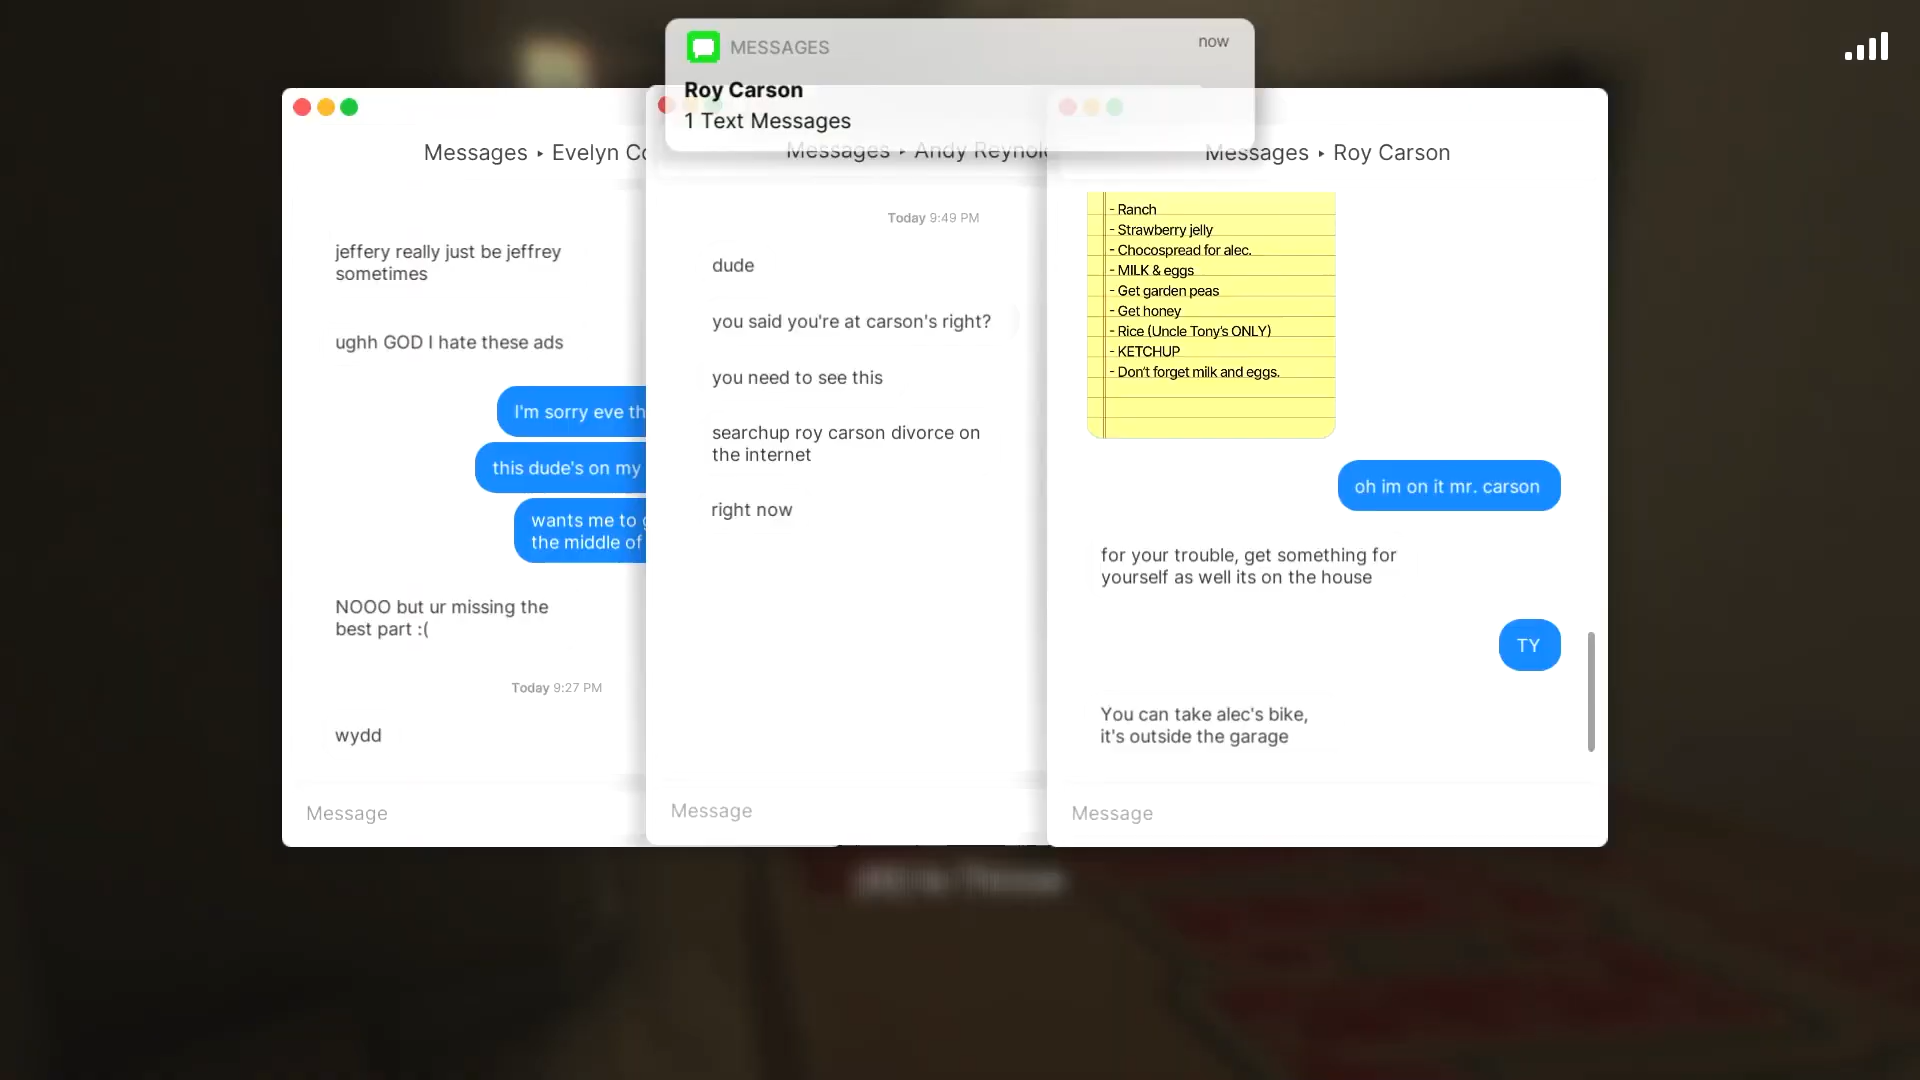 MESSAGES
now
Roy Carson
1 Text Messages
Messages ▸ Evelyn Co
jeffery really just be jeffrey
sometimes
ughh GOD I hate these ads
I'm sorry eve th
this dude's on my
wants me to g
the middle of
NOOO but ur missing the
best part :(
Today 9:27 PM
wydd
Message
Messages ▸ Andy Reynol
Today 9:49 PM
dude
you said you're at carson's right?
you need to see this
searchup roy carson divorce on
the internet
right now
Message
Messages ▸ Roy Carson
- Ranch
- Strawberry jelly
- Chocospread for alec.
- MILK & eggs
- Get garden peas
- Get honey
- Rice (Uncle Tony's ONLY)
- KETCHUP
- Don't forget milk and eggs.
oh im on it mr. carson
for your trouble, get something for
yourself as well its on the house
TY
You can take alec's bike,
it's outside the garage
Message